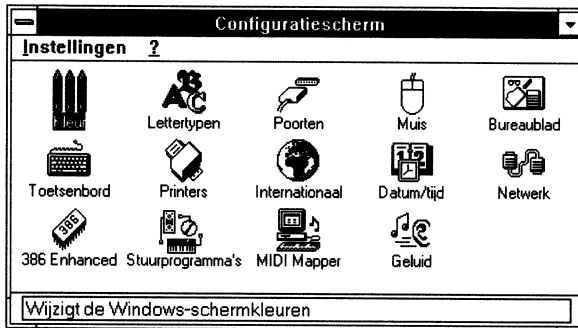 Configuratiescherm
Instellingen ?
Kleur Lettertypen Poorten Muis Bureaublad
Toetsenbord Printers Internationaal Datum/tijd Netwerk
386 Enhanced Stuurprogramma's MIDI Mapper Geluid
Wijzigt de Windows-schermkleuren